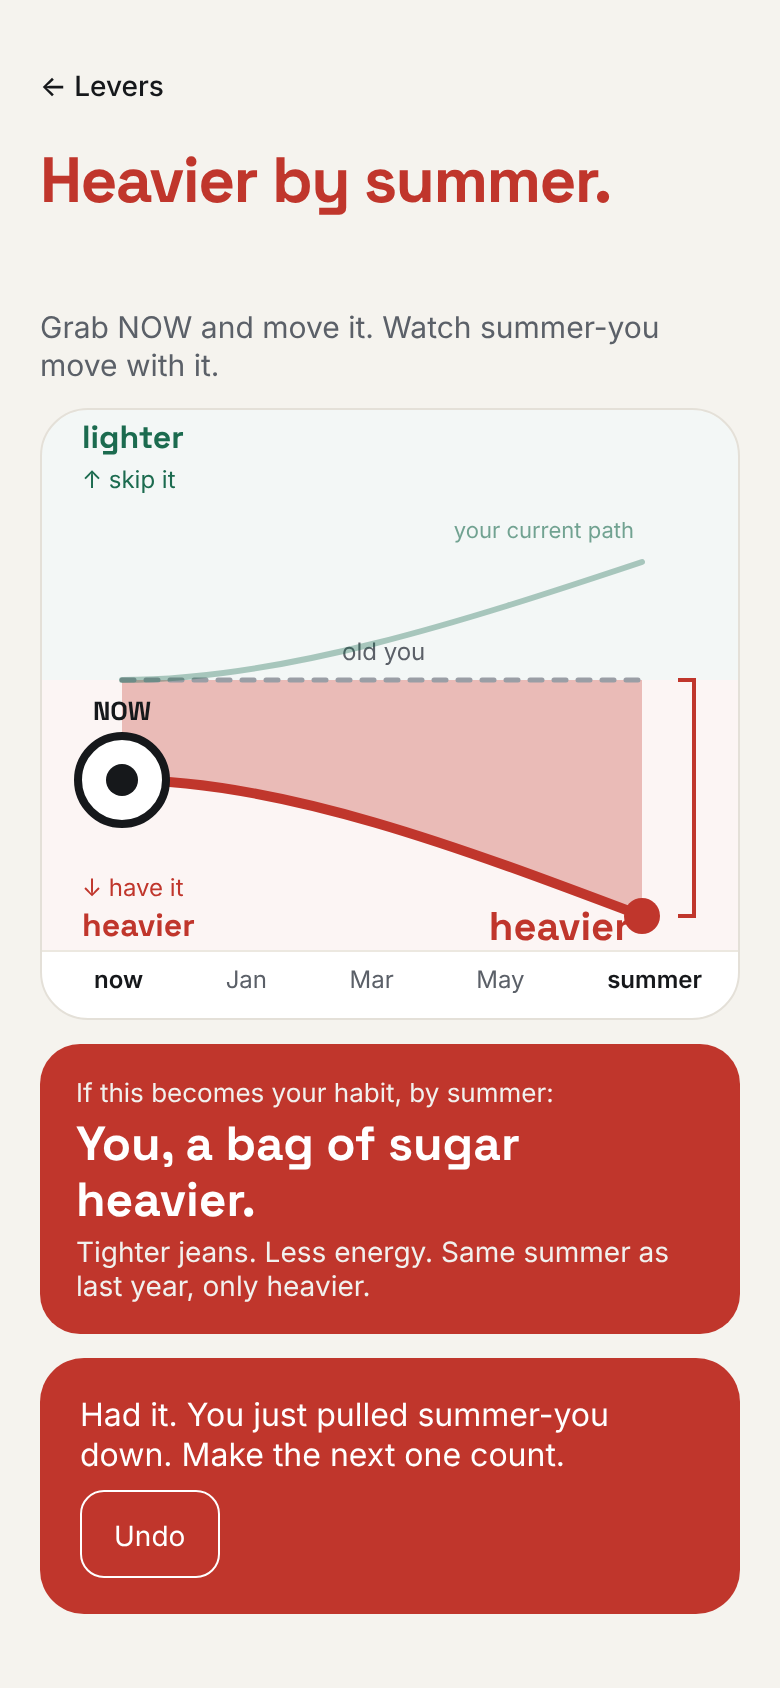 ← Levers
Heavier by summer.
Grab NOW and move it. Watch summer-you
move with it.
lighter
↑ skip it
your current path
old you
NOW
↓ have it
heavier
heavier
now Jan Mar May summer
If this becomes your habit, by summer:
You, a bag of sugar
heavier.
Tighter jeans. Less energy. Same summer as
last year, only heavier.
Had it. You just pulled summer-you
down. Make the next one count.
Undo